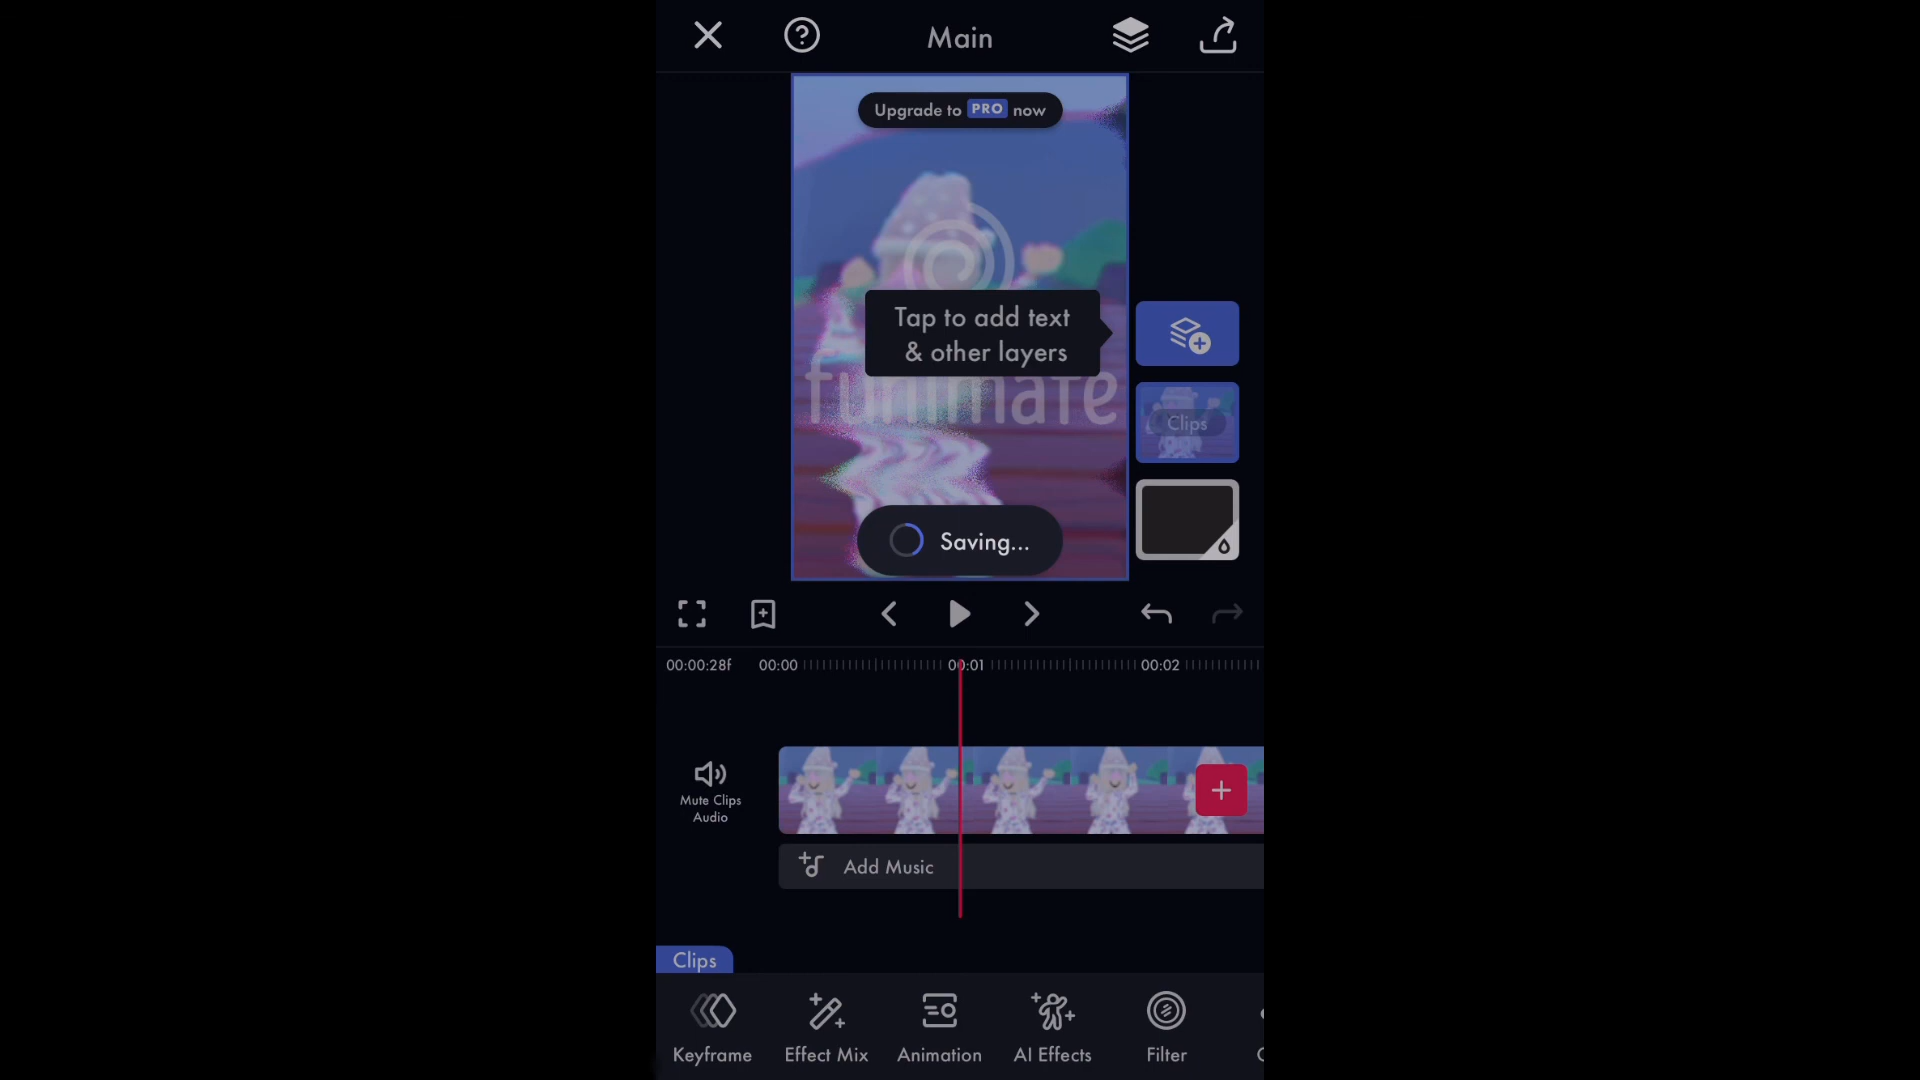 Main
Upgrade to PRO now
Tap to add text
& other layers
funimate
Clips
Saving...
00:00:28f 00:00 00:01 00:02
Mute Clips
Audio
Add Music
Clips
Keyframe Effect Mix Animation AI Effects Filter